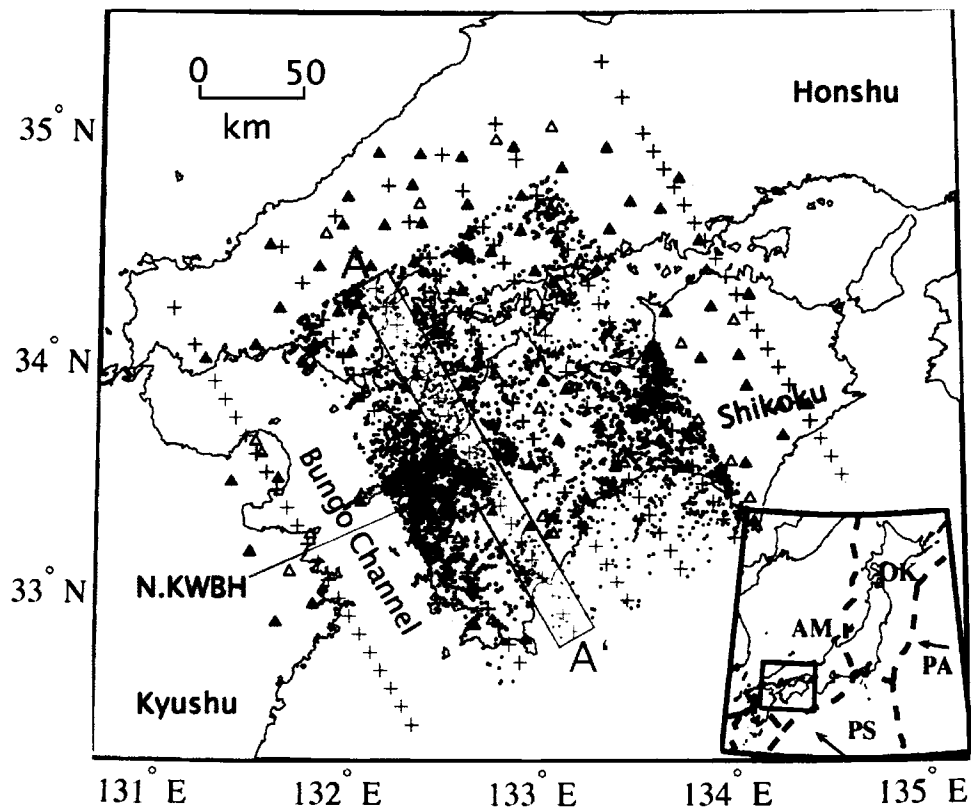 0 50
km
Honshu
35° N
A
34° N
Shikoku
Bungo Channel
33° N
N.KWBH
A'
Kyushu
OK
AM
PA
PS
131° E 132° E 133° E 134° E 135° E